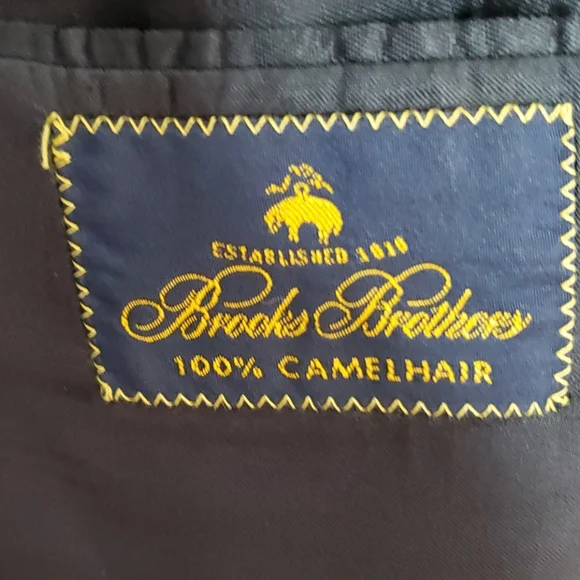 ESTABLISHED 1818
Brooks Brothers
100% CAMELHAIR